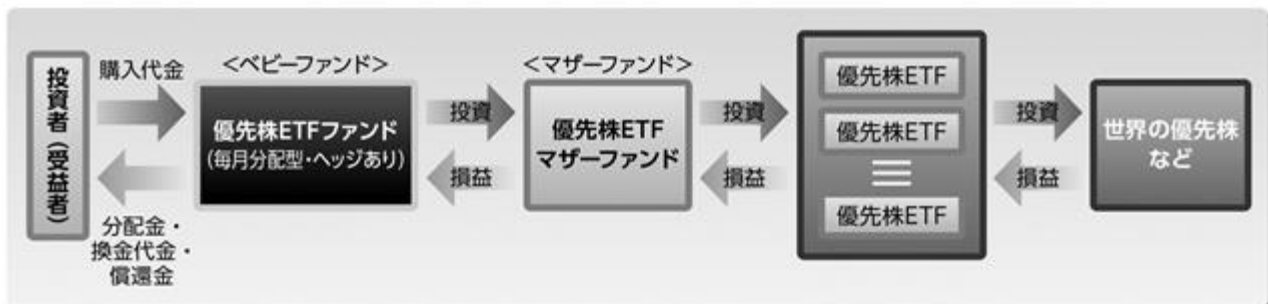 投資者（受益者）
購入代金
分配金・
換金代金・
償還金
＜ベビーファンド＞
優先株ETFファンド
(毎月分配型・ヘッジあり)
投資
損益
＜マザーファンド＞
優先株ETF
マザーファンド
投資
損益
優先株ETF
優先株ETF
優先株ETF
投資
損益
世界の優先株
など